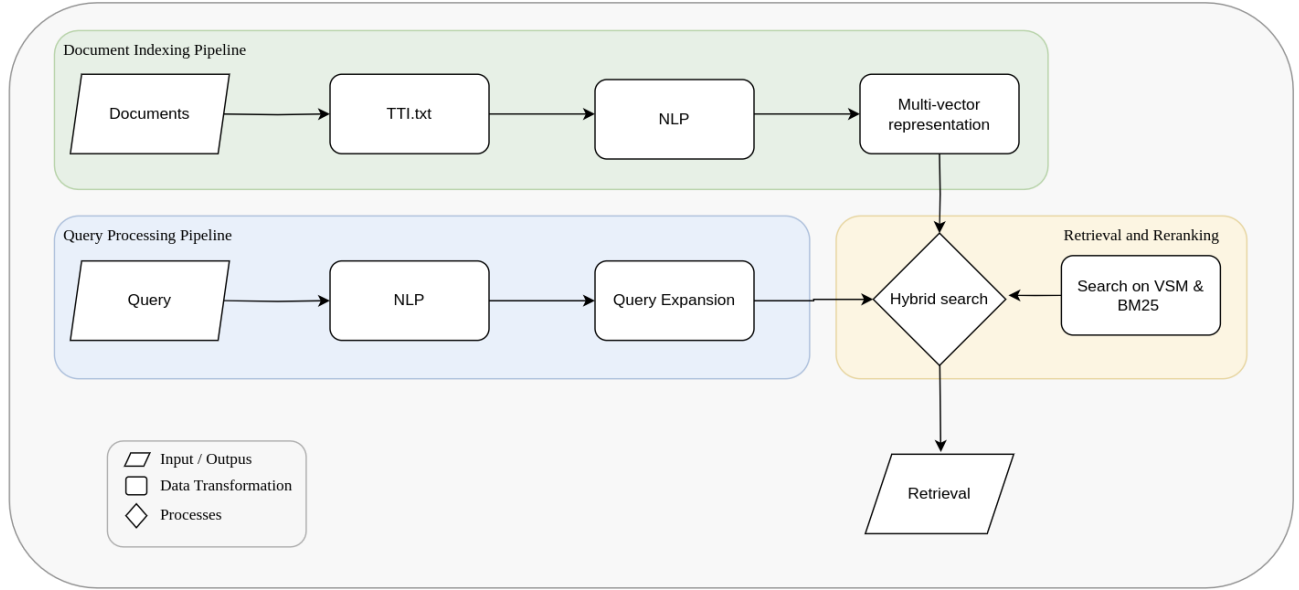 Document Indexing Pipeline
Documents
TTI.txt
NLP
Multi-vector
representation
Query Processing Pipeline
Query
NLP
Query Expansion
Retrieval and Reranking
Hybrid search
Search on VSM &
BM25
Input / Outpus
Data Transformation
Processes
Retrieval